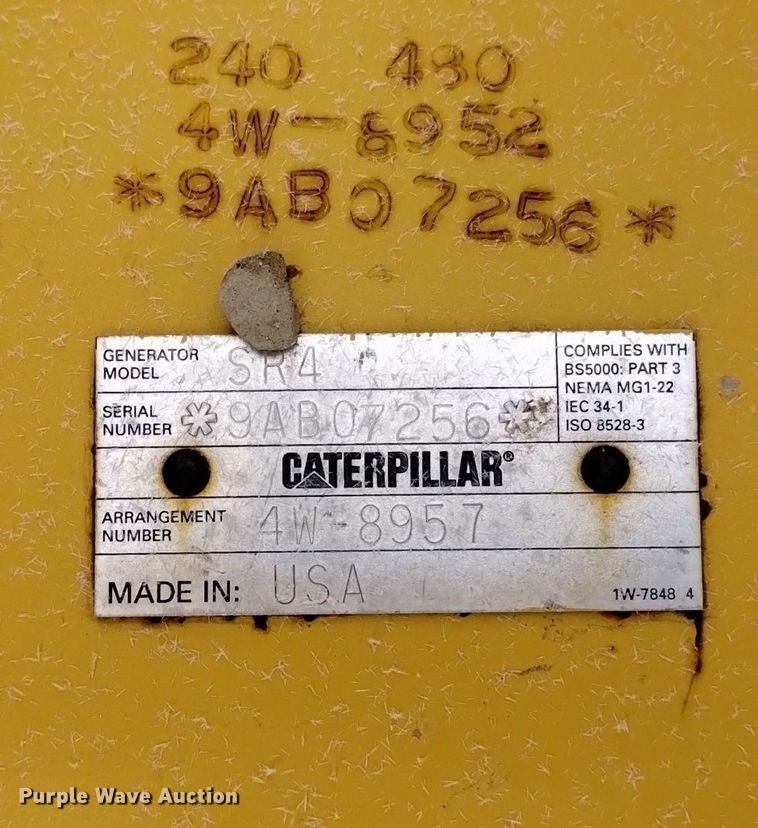 240 480
4W-8952
*9AB07256*
GENERATOR MODEL SR4
COMPLIES WITH
BS5000: PART 3
NEMA MG1-22
IEC 34-1
ISO 8528-3
SERIAL NUMBER *9AB07256*
CATERPILLAR®
ARRANGEMENT NUMBER 4W-8957
MADE IN: USA
1W-7848 4
Purple Wave Auction